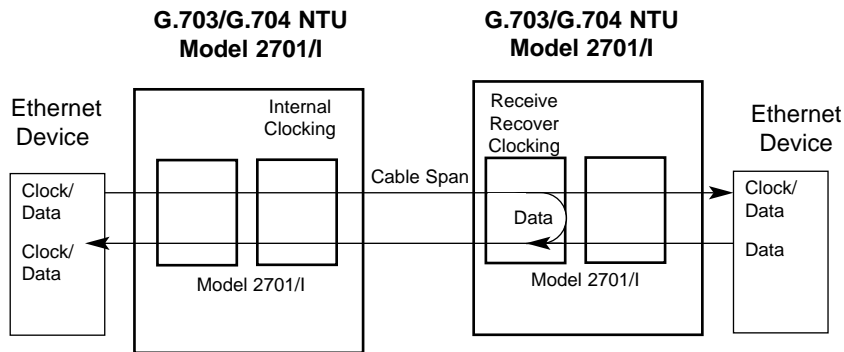 G.703/G.704 NTU
Model 2701/I
G.703/G.704 NTU
Model 2701/I
Ethernet
Device
Internal
Clocking
Receive
Recover
Clocking
Ethernet
Device
Clock/
Data
Clock/
Data
Cable Span
Data
Clock/
Data
Data
Model 2701/I
Model 2701/I